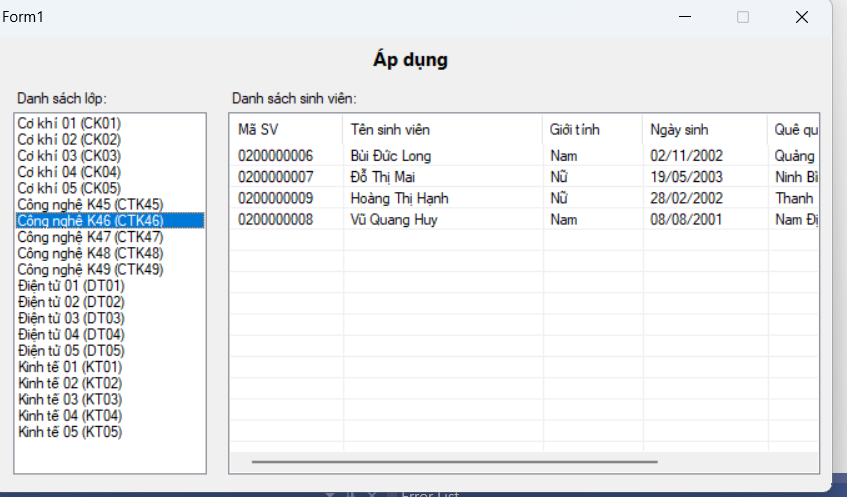 Form1
Áp dụng
Danh sách lớp:
Danh sách sinh viên:
Cơ khí 01 (CK01)
Cơ khí 02 (CK02)
Cơ khí 03 (CK03)
Cơ khí 04 (CK04)
Cơ khí 05 (CK05)
Công nghệ K45 (CTK45)
Công nghệ K46 (CTK46)
Công nghệ K47 (CTK47)
Công nghệ K48 (CTK48)
Công nghệ K49 (CTK49)
Điện tử 01 (DT01)
Điện tử 02 (DT02)
Điện tử 03 (DT03)
Điện tử 04 (DT04)
Điện tử 05 (DT05)
Kinh tế 01 (KT01)
Kinh tế 02 (KT02)
Kinh tế 03 (KT03)
Kinh tế 04 (KT04)
Kinh tế 05 (KT05)
Mã SV Tên sinh viên Giới tính Ngày sinh Quê qu
0200000006 Bùi Đức Long Nam 02/11/2002 Quảng
0200000007 Đỗ Thị Mai Nữ 19/05/2003 Ninh Bì
0200000009 Hoàng Thị Hạnh Nữ 28/02/2002 Thanh
0200000008 Vũ Quang Huy Nam 08/08/2001 Nam Đị
Error List